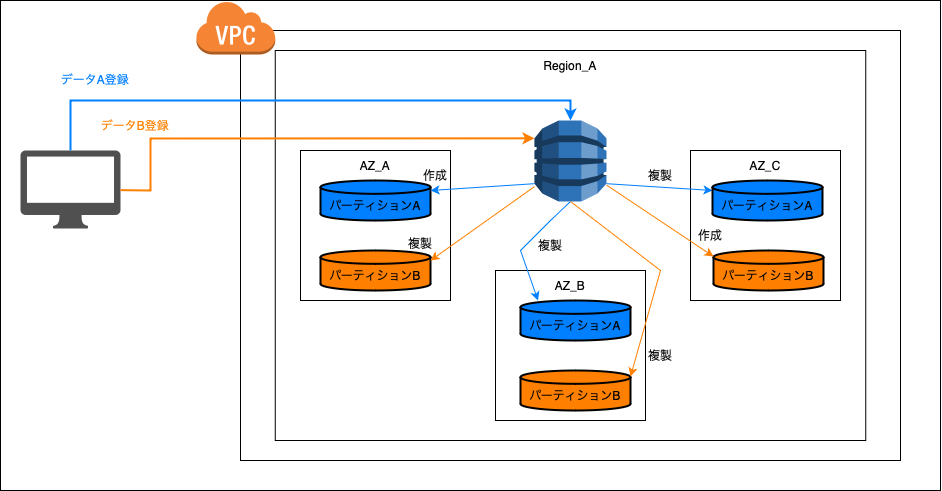 VPC
Region_A
データA登録
データB登録
AZ_A
作成
パーティションA
複製
パーティションB
複製
AZ_B
パーティションA
複製
パーティションB
AZ_C
複製
パーティションA
作成
パーティションB